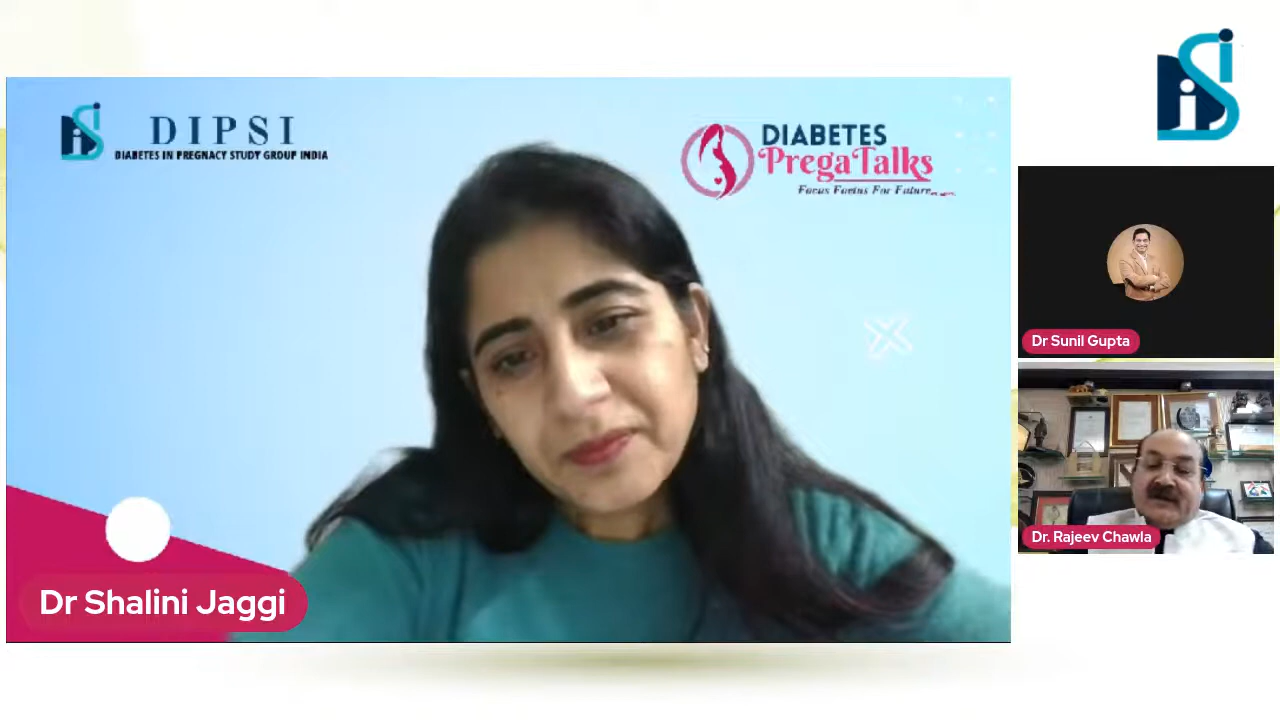 DIPSI
DIABETES IN PREGNANCY STUDY GROUP INDIA
DIABETES
PregaTalks
Focus Foetus For Future
Dr Shalini Jaggi
Dr Sunil Gupta
Dr. Rajeev Chawla